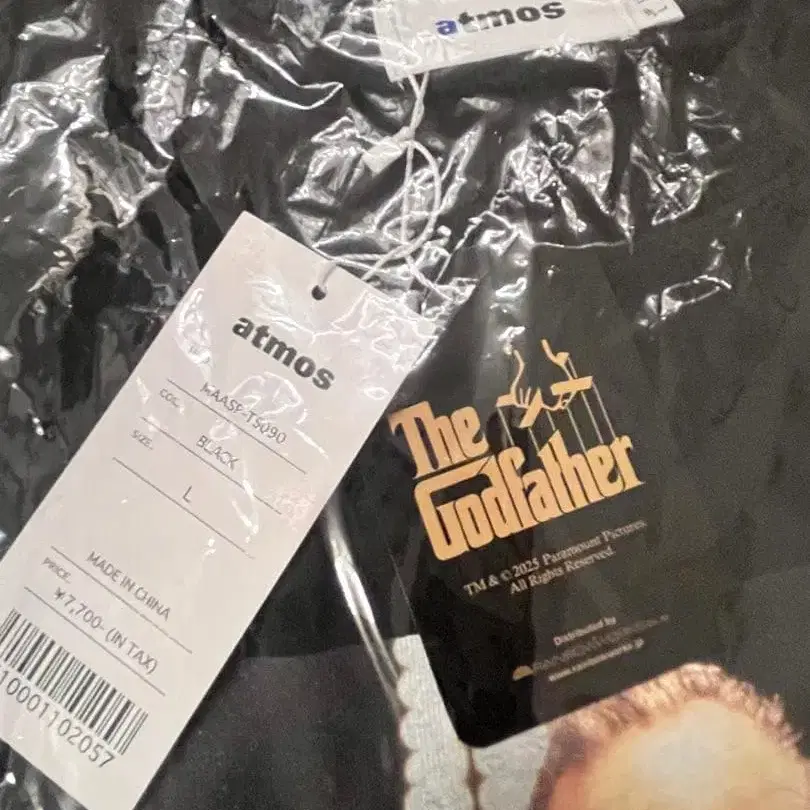 atmos
atmos
MAASP-TS090
COL.
BLACK
SIZE.
L
MADE IN CHINA
PRICE.
¥7,700- (IN TAX)
10001102057
The
Godfather
TM & © 2025 Paramount Pictures.
All Rights Reserved.
Distributed by